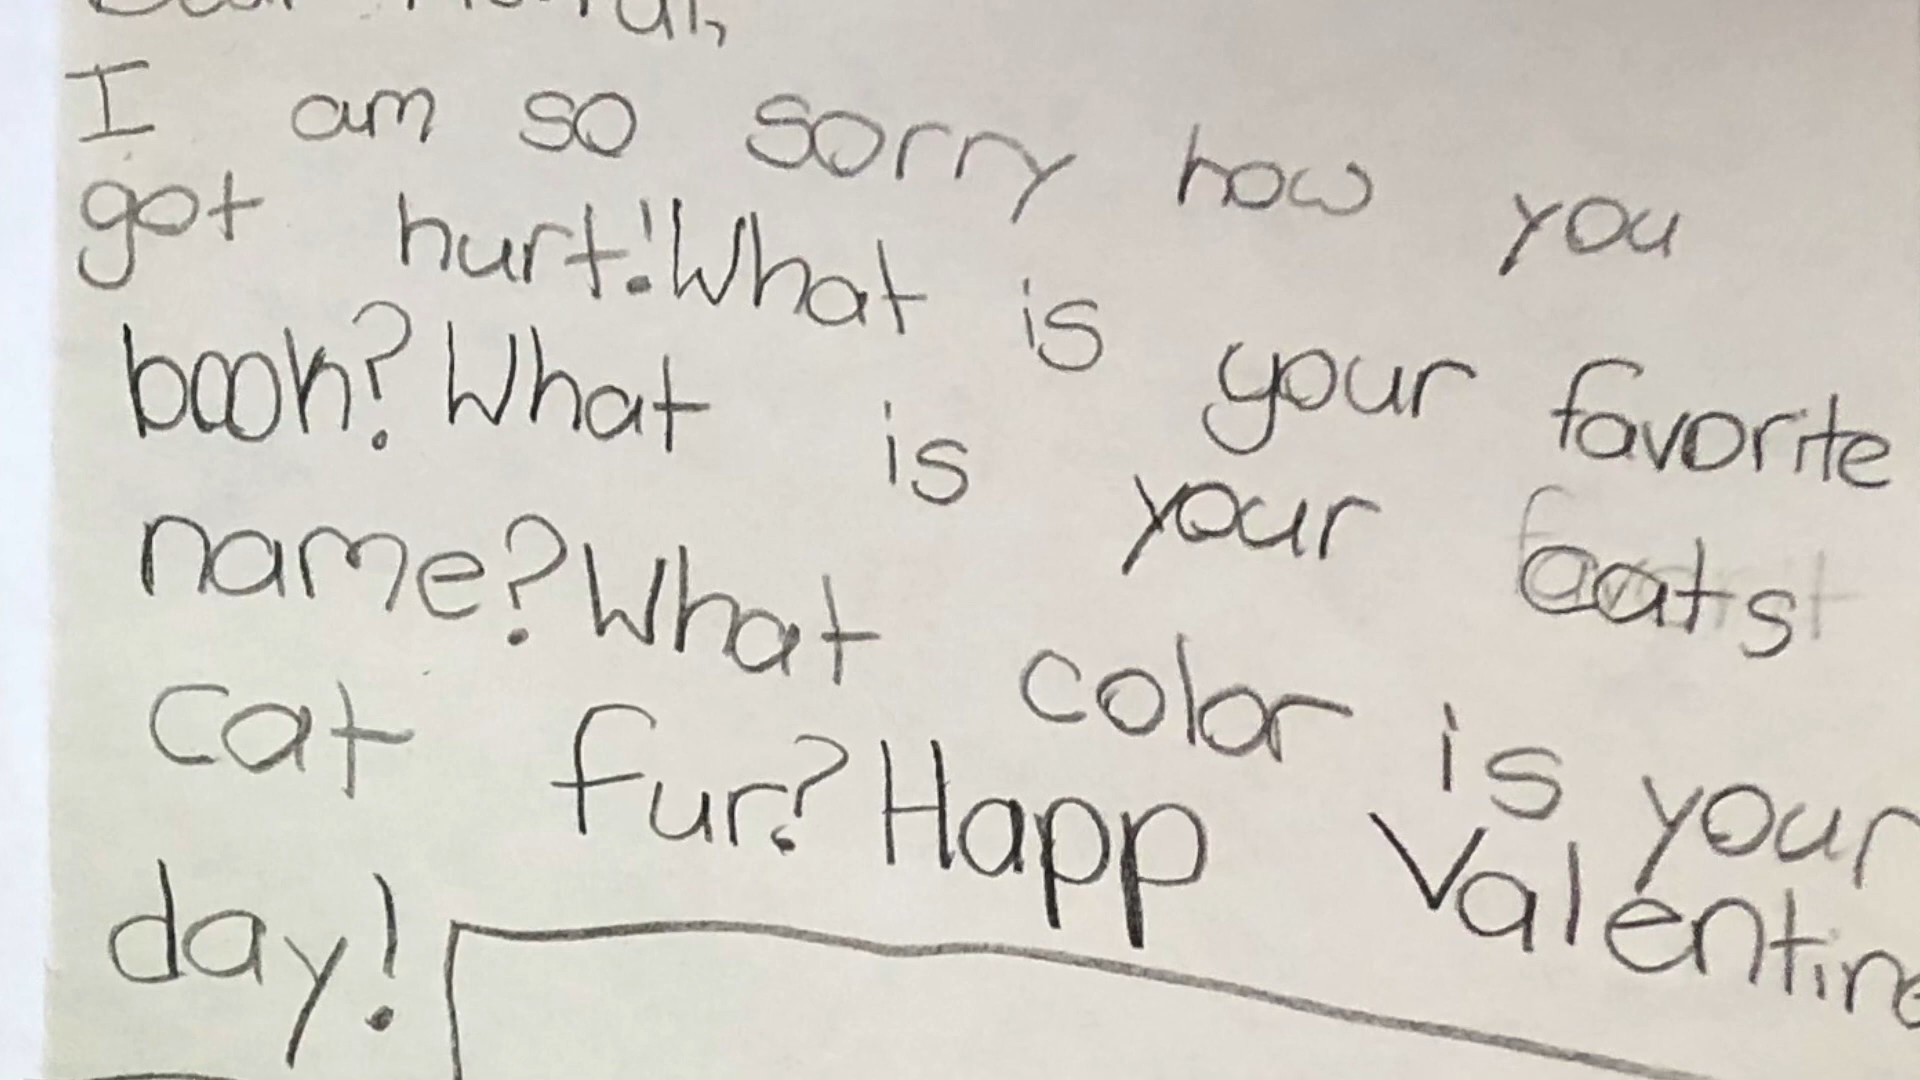 I am so sorry how you
got hurt! What is your favorite
book? What is your cats
name? What color is your
cat fur? Happ Valentine
day!